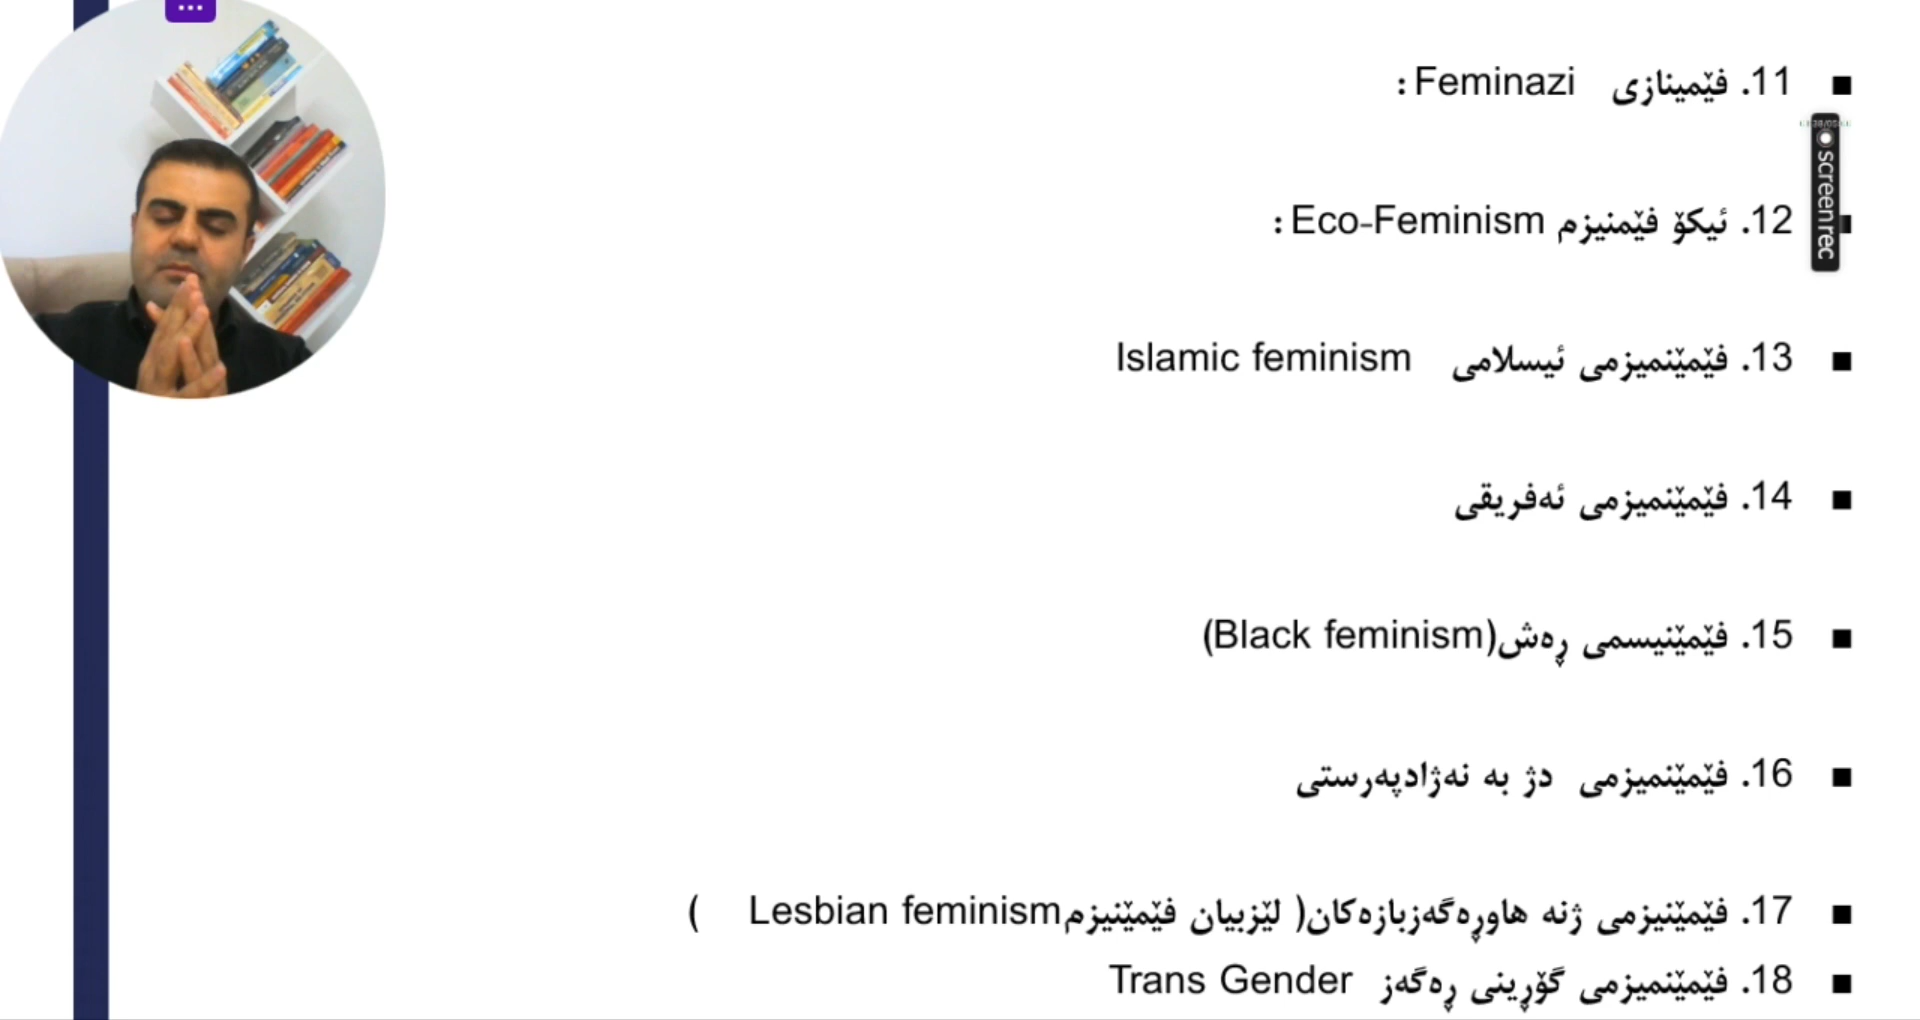 11. فێمینازی Feminazi :
screenrec
12. ئیکۆ فێمنیزم Eco-Feminism :
13. فێمێنمیزمی ئیسلامی Islamic feminism
14. فێمێنمیزمی ئەفریقی
15. فێمێنیسمی ڕەش(Black feminism)
16. فێمێنمیزمی دژ بە نەژادپەرستی
17. فێمێنیزمی ژنە هاوڕەگەزبازەکان( لێزبیان فێمێنیزمLesbian feminism )
18. فێمێنمیزمی گۆڕینی ڕەگەز Trans Gender